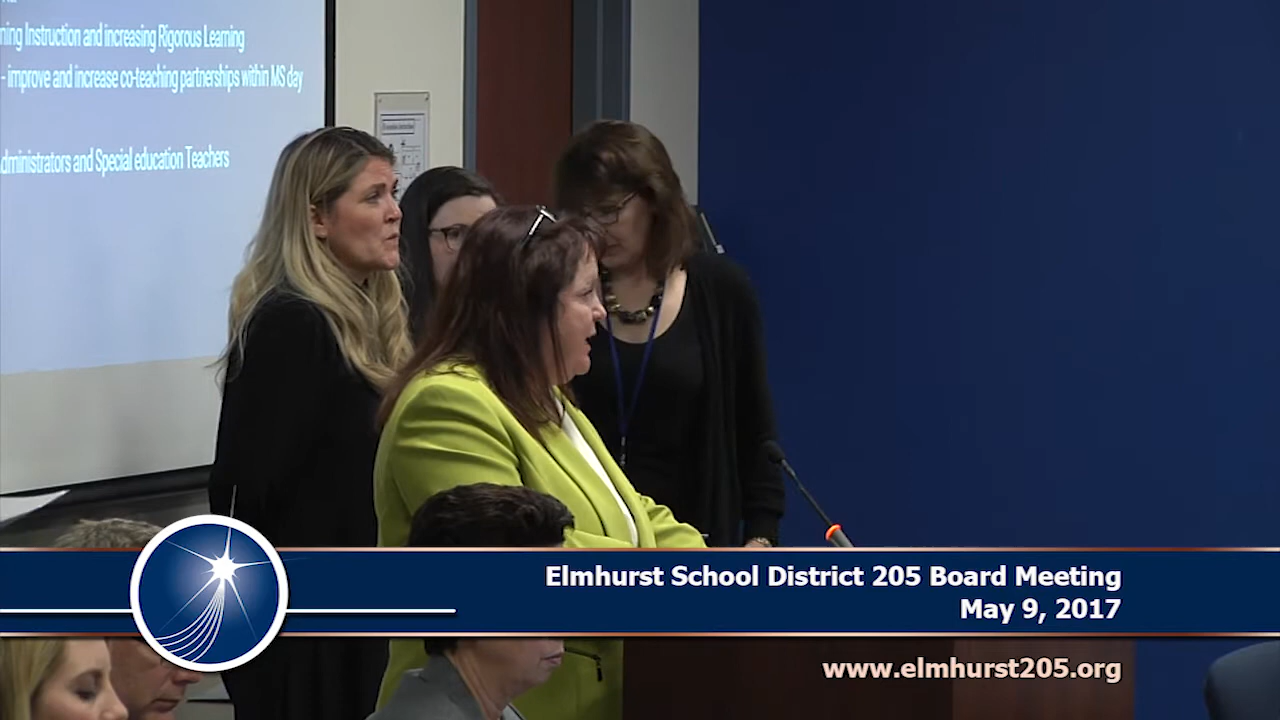 ning Instruction and increasing Rigorous Learning
- improve and increase co-teaching partnerships within MS day
dministrators and Special education Teachers
Elmhurst School District 205 Board Meeting
May 9, 2017
www.elmhurst205.org